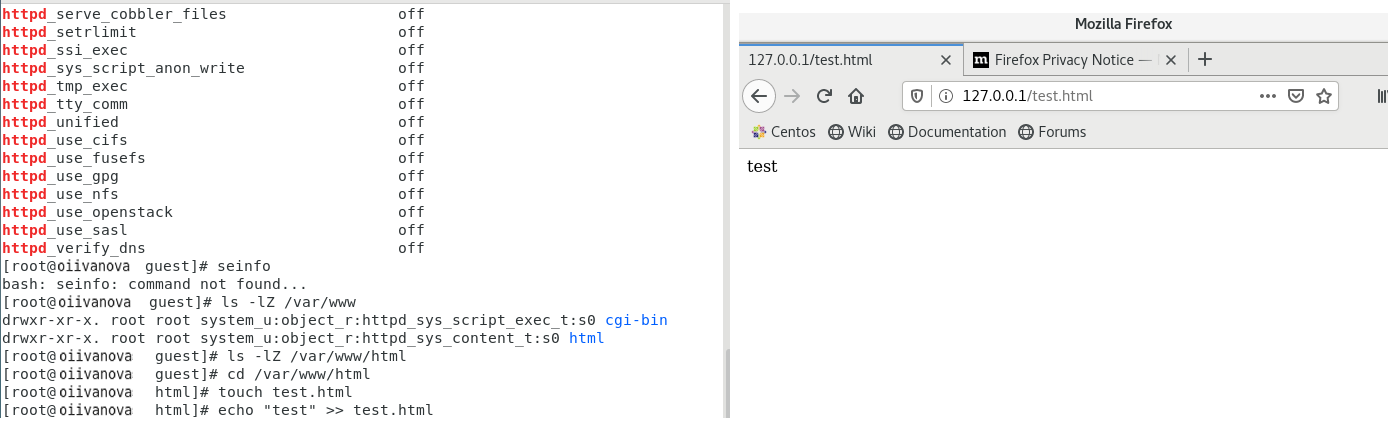 httpd_serve_cobbler_files off
httpd_setrlimit off
httpd_ssi_exec off
httpd_sys_script_anon_write off
httpd_tmp_exec off
httpd_tty_comm off
httpd_unified off
httpd_use_cifs off
httpd_use_fusefs off
httpd_use_gpg off
httpd_use_nfs off
httpd_use_openstack off
httpd_use_sasl off
httpd_verify_dns off
[root@oiivanova guest]# seinfo
bash: seinfo: command not found...
[root@oiivanova guest]# ls -lZ /var/www
drwxr-xr-x. root root system_u:object_r:httpd_sys_script_exec_t:s0 cgi-bin
drwxr-xr-x. root root system_u:object_r:httpd_sys_content_t:s0 html
[root@oiivanova guest]# ls -lZ /var/www/html
[root@oiivanova guest]# cd /var/www/html
[root@oiivanova html]# touch test.html
[root@oiivanova html]# echo "test" >> test.html
Mozilla Firefox
127.0.0.1/test.html
Firefox Privacy Notice —
127.0.0.1/test.html
Centos Wiki Documentation Forums
test